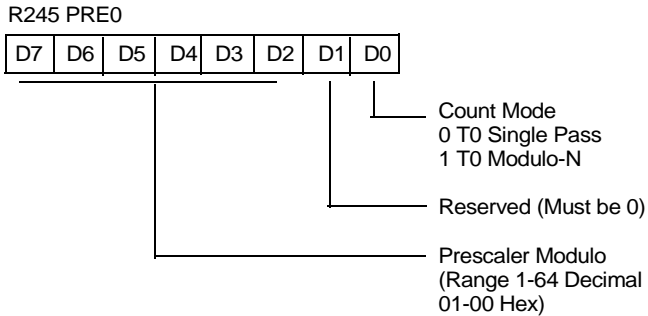 R245 PRE0
D7 D6 D5 D4 D3 D2 D1 D0
Count Mode
0 T0 Single Pass
1 T0 Modulo-N
Reserved (Must be 0)
Prescaler Modulo
(Range 1-64 Decimal
01-00 Hex)